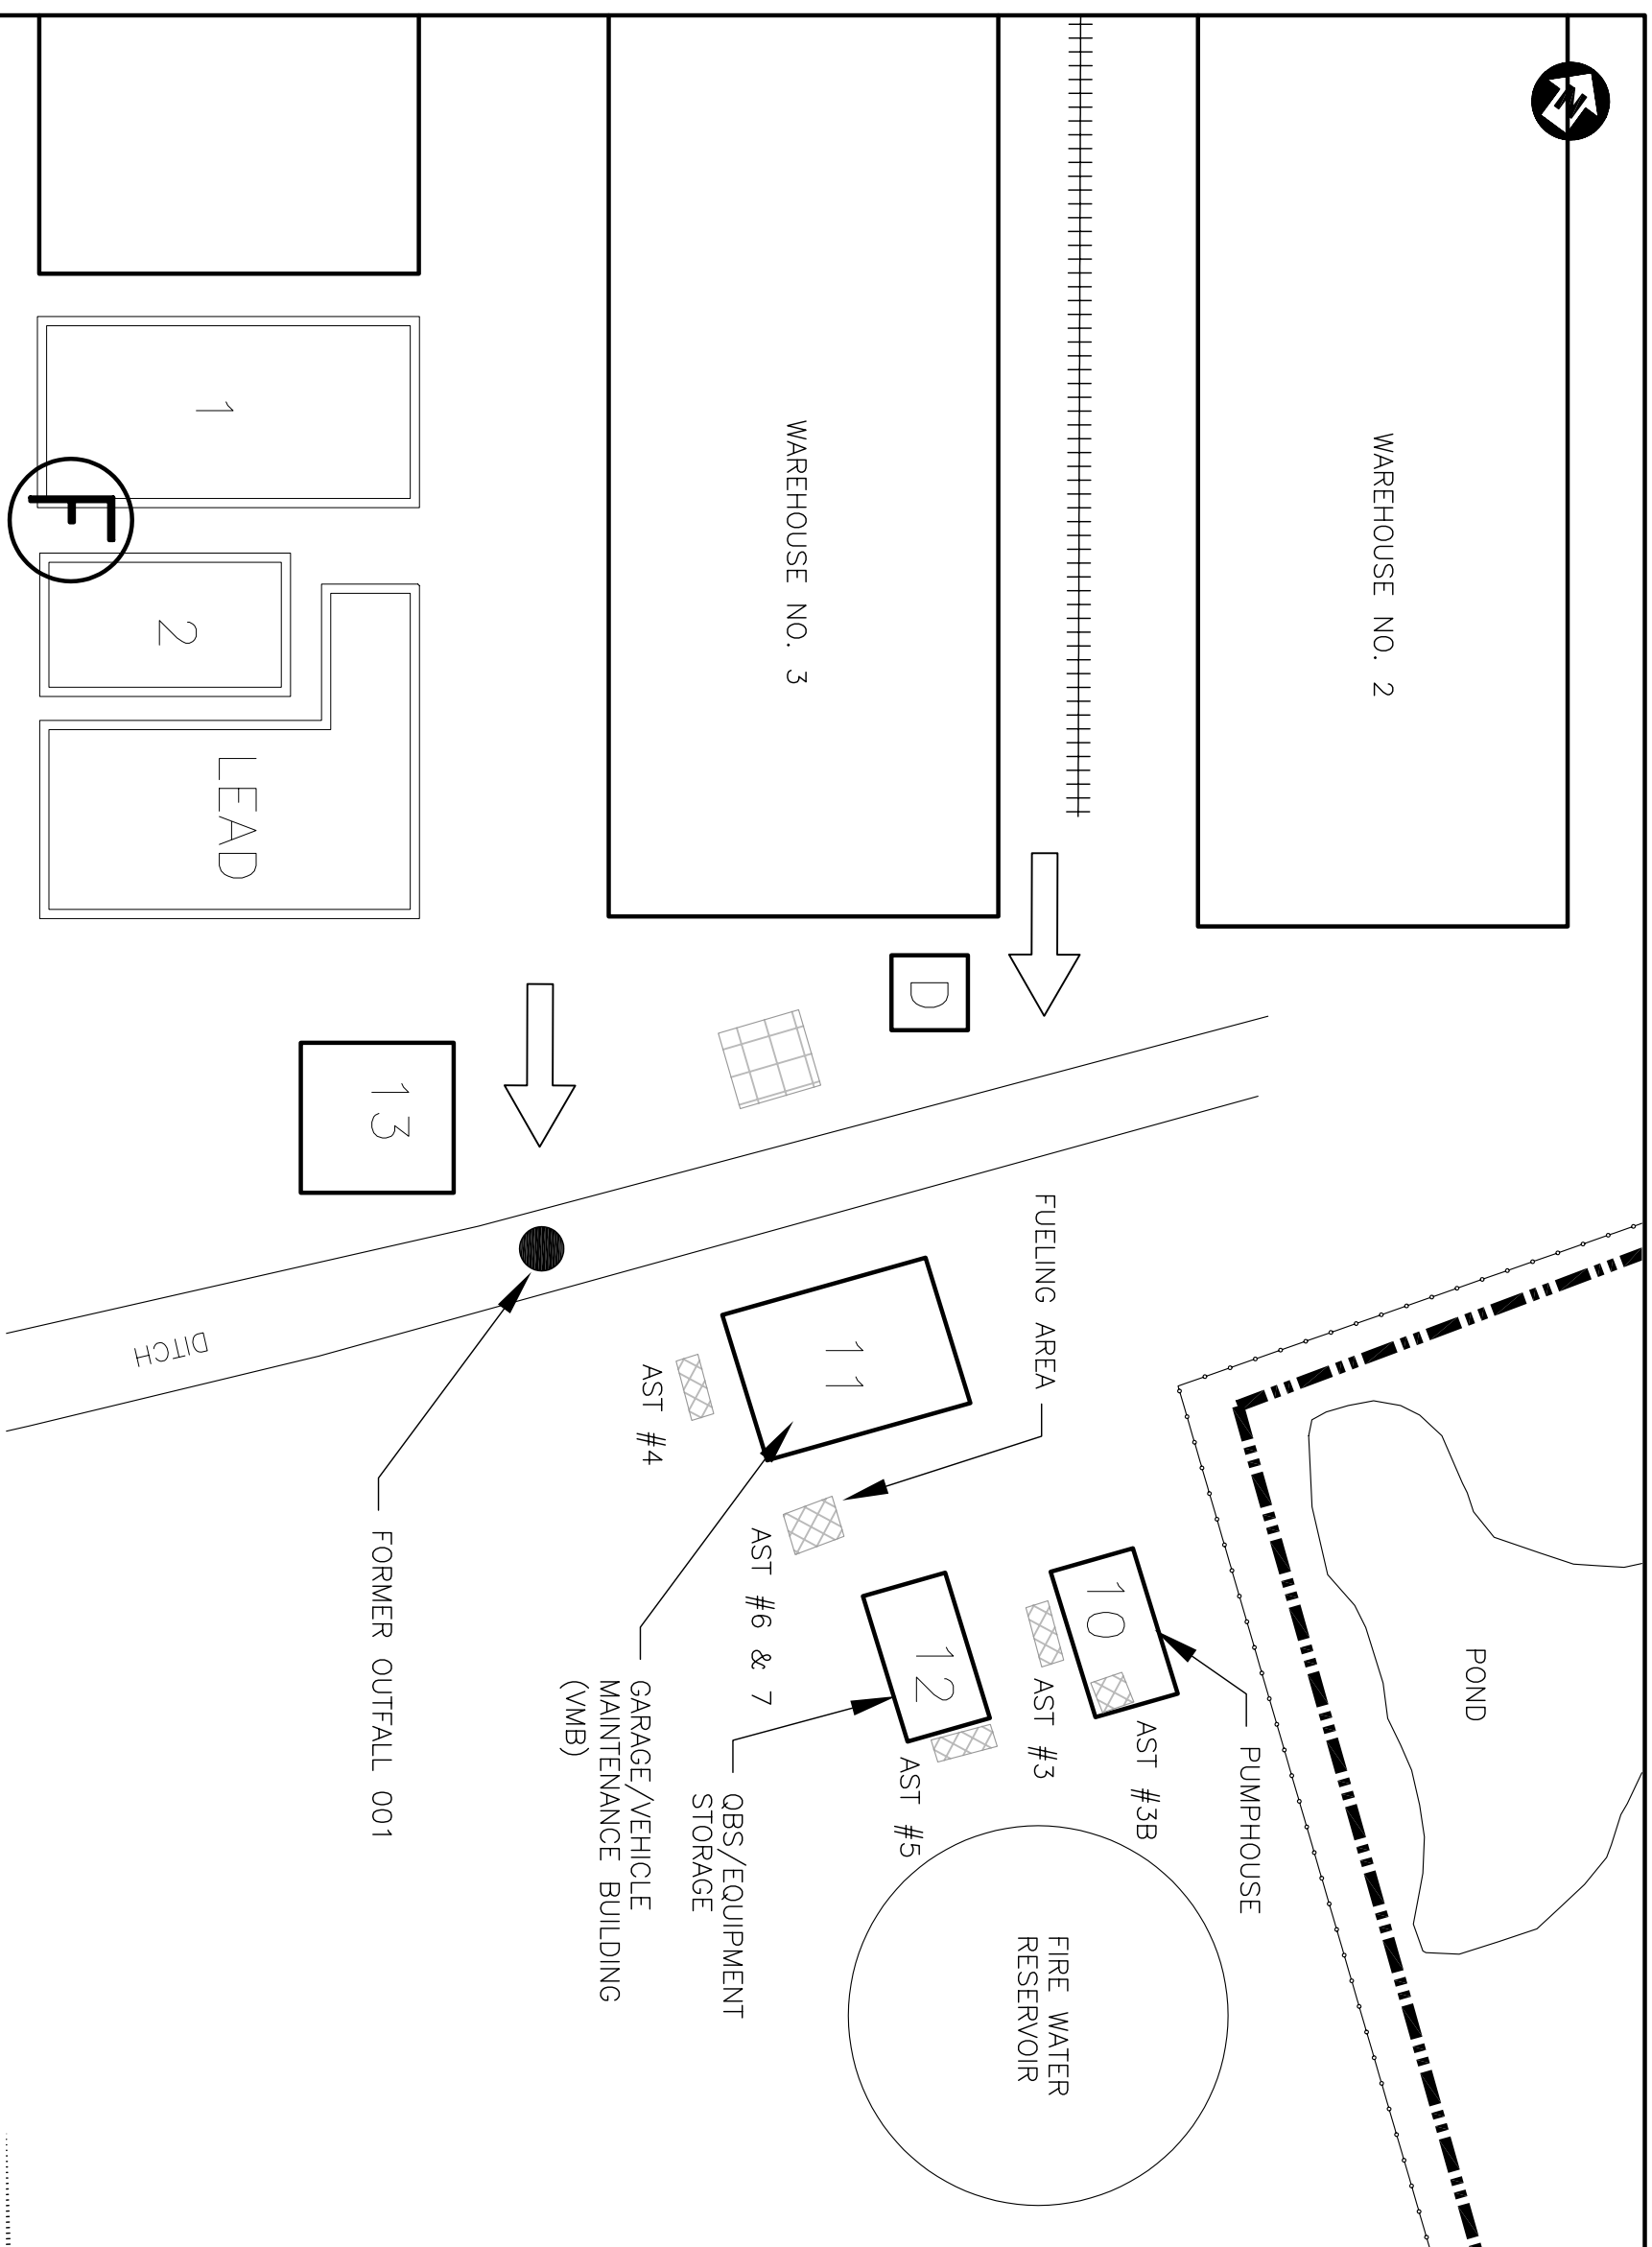 N
WAREHOUSE NO. 2
WAREHOUSE NO. 3
1
F
2
LEAD
D
13
DITCH
POND
FUELING AREA
11
AST #4
AST #6 & 7
10
PUMPHOUSE
AST #3B
AST #3
12
AST #5
FIRE WATER
RESERVOIR
QBS/EQUIPMENT
STORAGE
GARAGE/VEHICLE
MAINTENANCE BUILDING
(VMB)
FORMER OUTFALL 001